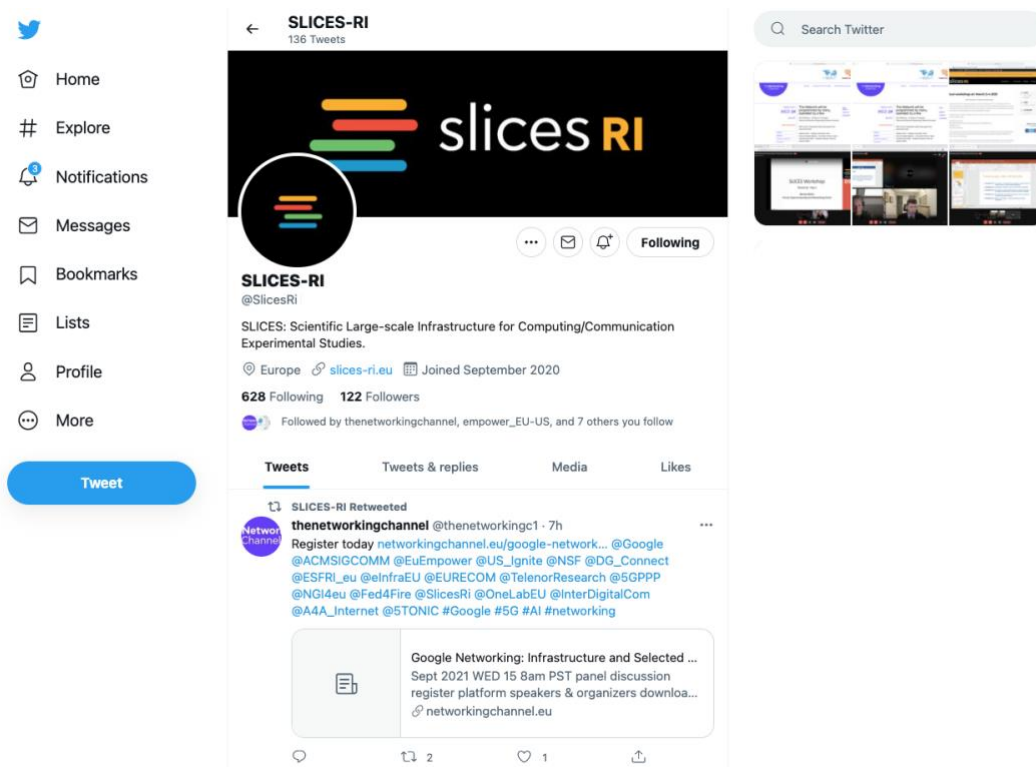 SLICES-RI
136 Tweets
Search Twitter
Home
Explore
3
Notifications
Messages
Bookmarks
Lists
Profile
More
Tweet
slices RI
Following
SLICES-RI
@SlicesRi
SLICES: Scientific Large-scale Infrastructure for Computing/Communication
Experimental Studies.
Europe slices-ri.eu Joined September 2020
628 Following 122 Followers
Followed by thenetworkingchannel, empower_EU-US, and 7 others you follow
Tweets Tweets & replies Media Likes
SLICES-RI Retweeted
Networ
Channel
thenetworkingchannel @thenetworkingc1 · 7h
Register today networkingchannel.eu/google-network... @Google
@ACMSIGCOMM @EuEmpower @US_Ignite @NSF @DG_Connect
@ESFRI_eu @eInfraEU @EURECOM @TelenorResearch @5GPPP
@NGI4eu @Fed4Fire @SlicesRi @OneLabEU @InterDigitalCom
@A4A_Internet @5TONIC #Google #5G #AI #networking
Google Networking: Infrastructure and Selected ...
Sept 2021 WED 15 8am PST panel discussion
register platform speakers & organizers downloa...
networkingchannel.eu
2 1